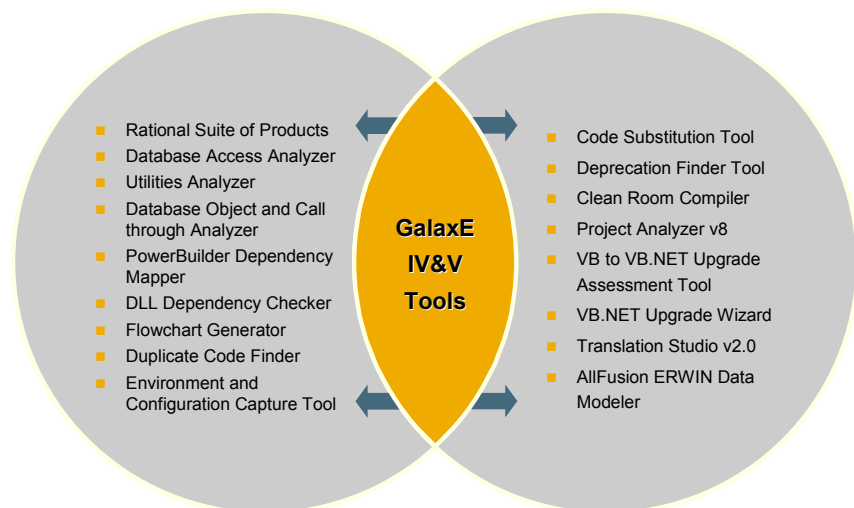 Rational Suite of Products
Database Access Analyzer
Utilities Analyzer
Database Object and Call
through Analyzer
PowerBuilder Dependency
Mapper
DLL Dependency Checker
Flowchart Generator
Duplicate Code Finder
Environment and
Configuration Capture Tool
GalaxE
IV&V
Tools
Code Substitution Tool
Deprecation Finder Tool
Clean Room Compiler
Project Analyzer v8
VB to VB.NET Upgrade
Assessment Tool
VB.NET Upgrade Wizard
Translation Studio v2.0
AllFusion ERWIN Data
Modeler